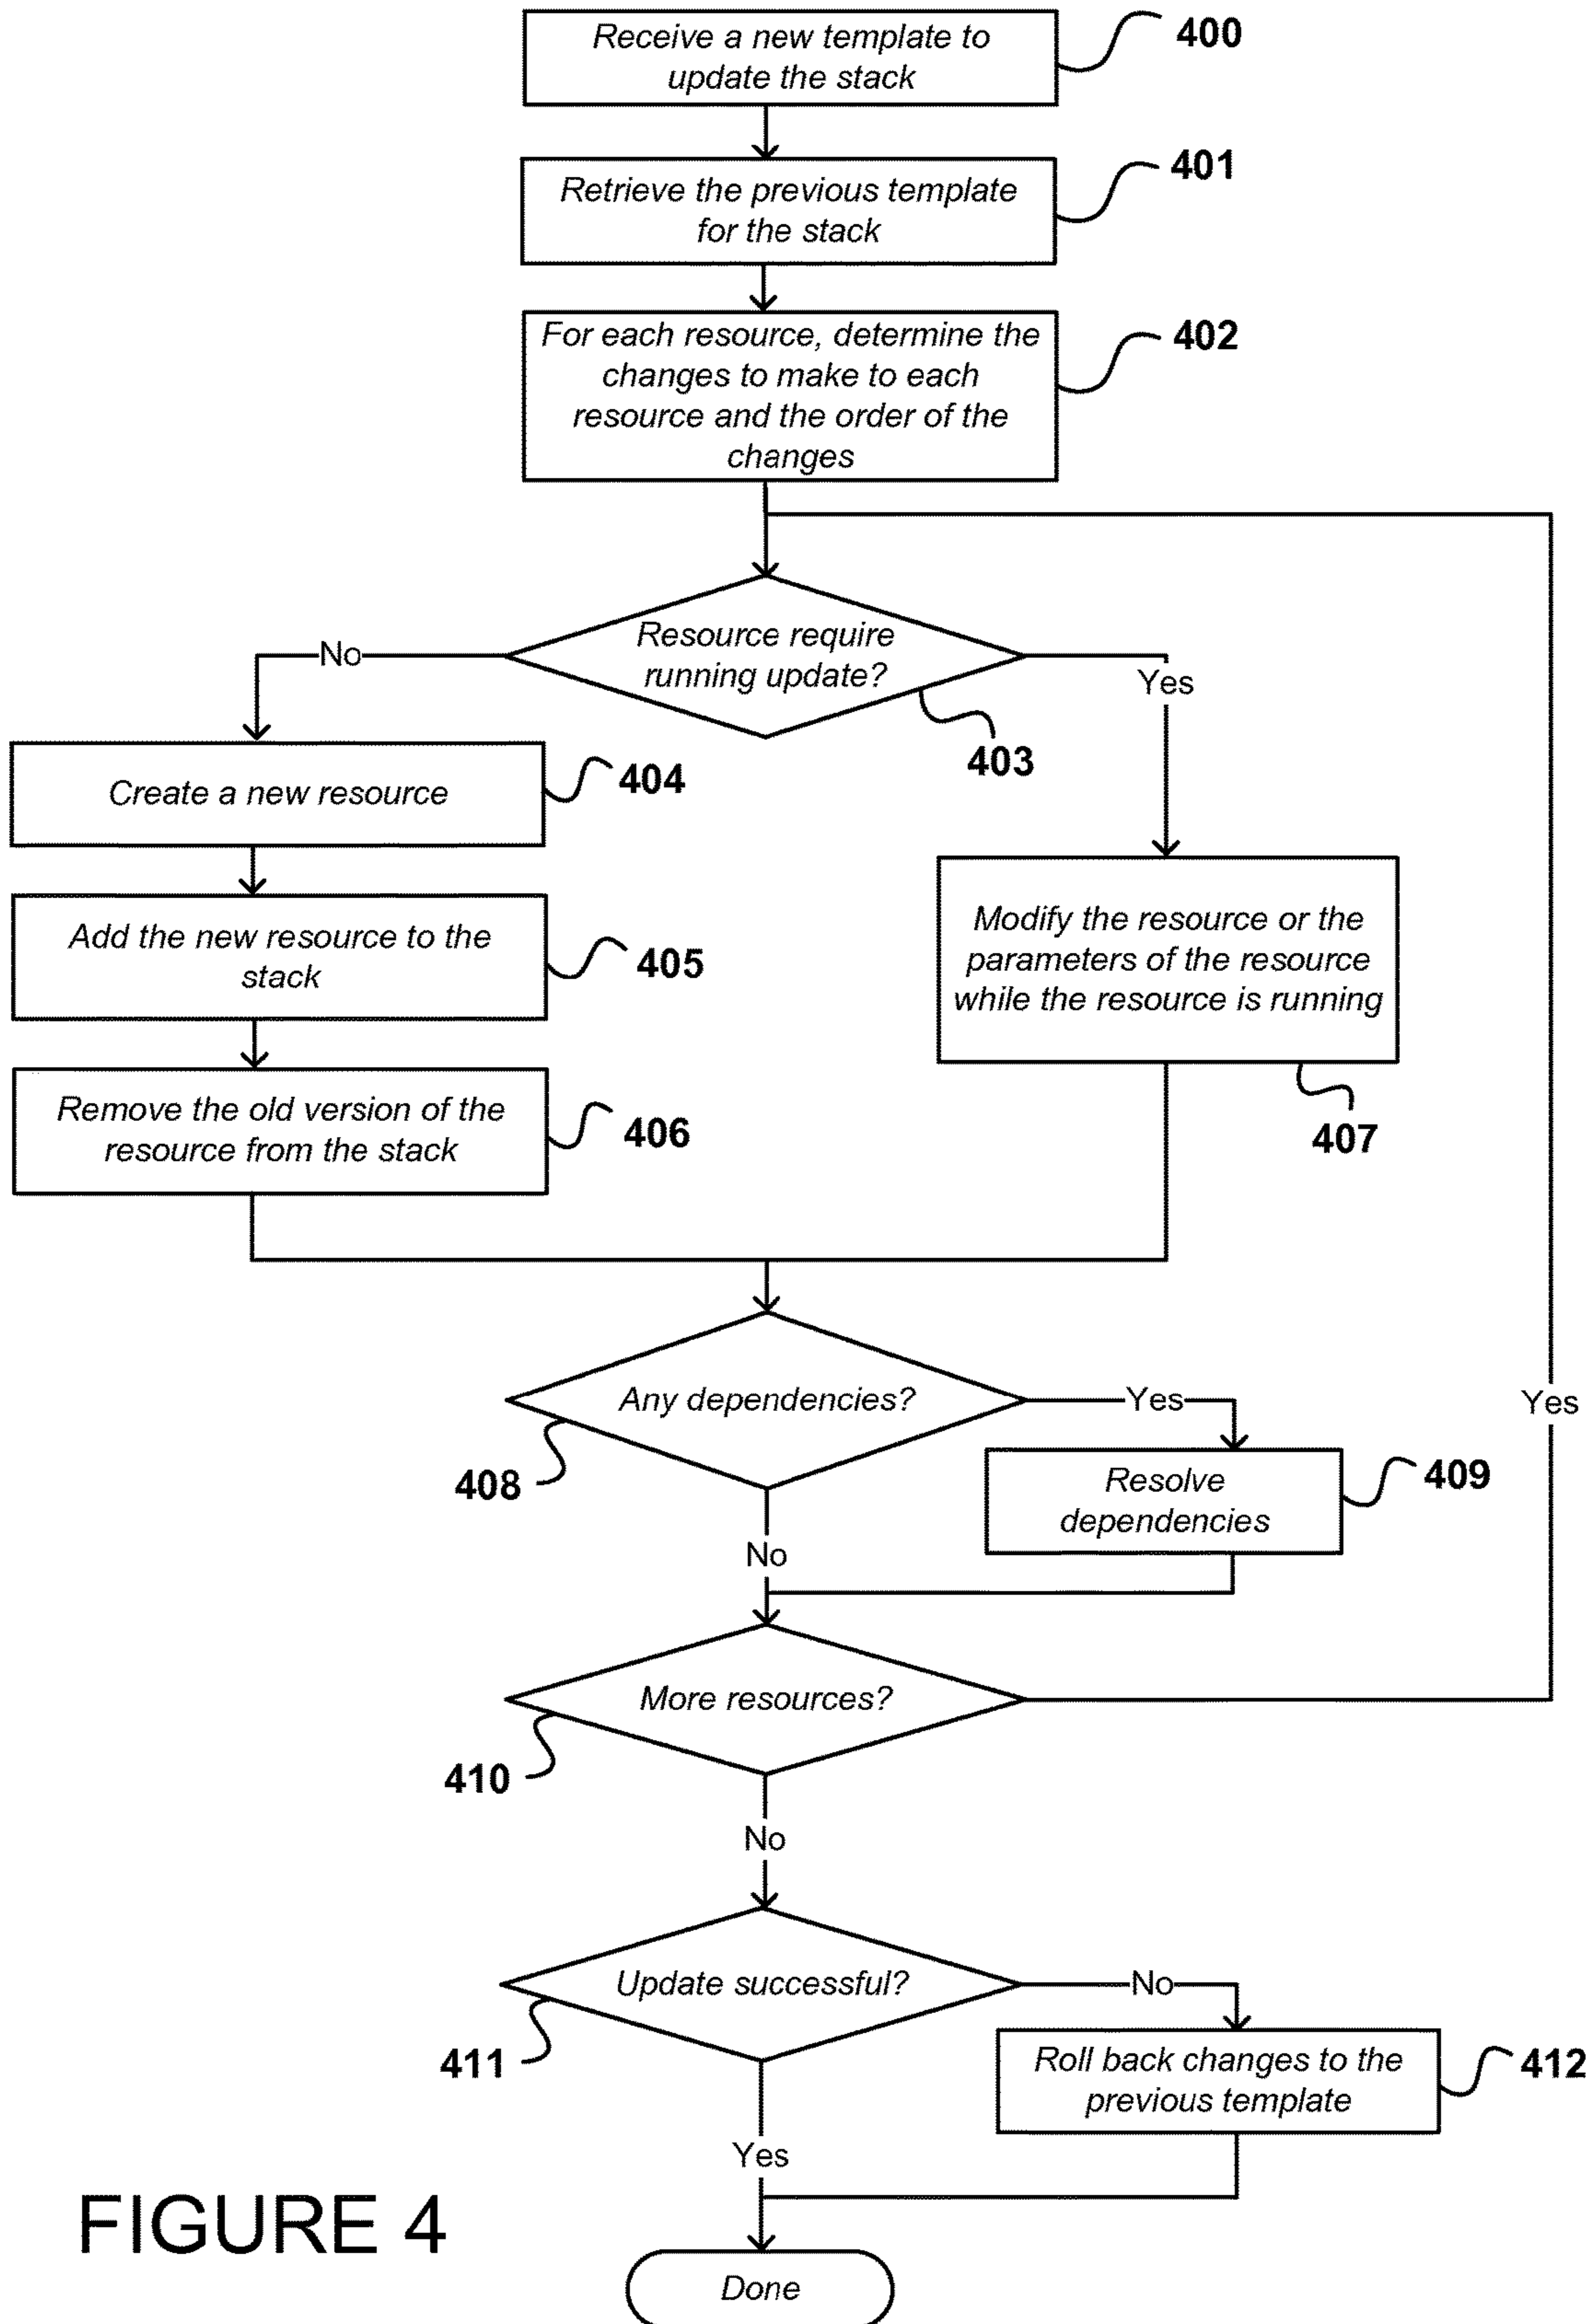 Receive a new template to
update the stack
400
Retrieve the previous template
for the stack
401
For each resource, determine the
changes to make to each
resource and the order of the
changes
402
Resource require
running update?
No
Yes
403
Create a new resource
404
Add the new resource to the
stack
405
Modify the resource or the
parameters of the resource
while the resource is running
407
Remove the old version of the
resource from the stack
406
Any dependencies?
Yes
Yes
408
Resolve
dependencies
409
No
More resources?
410
No
Update successful?
No
411
Roll back changes to the
previous template
412
Yes
FIGURE 4
Done